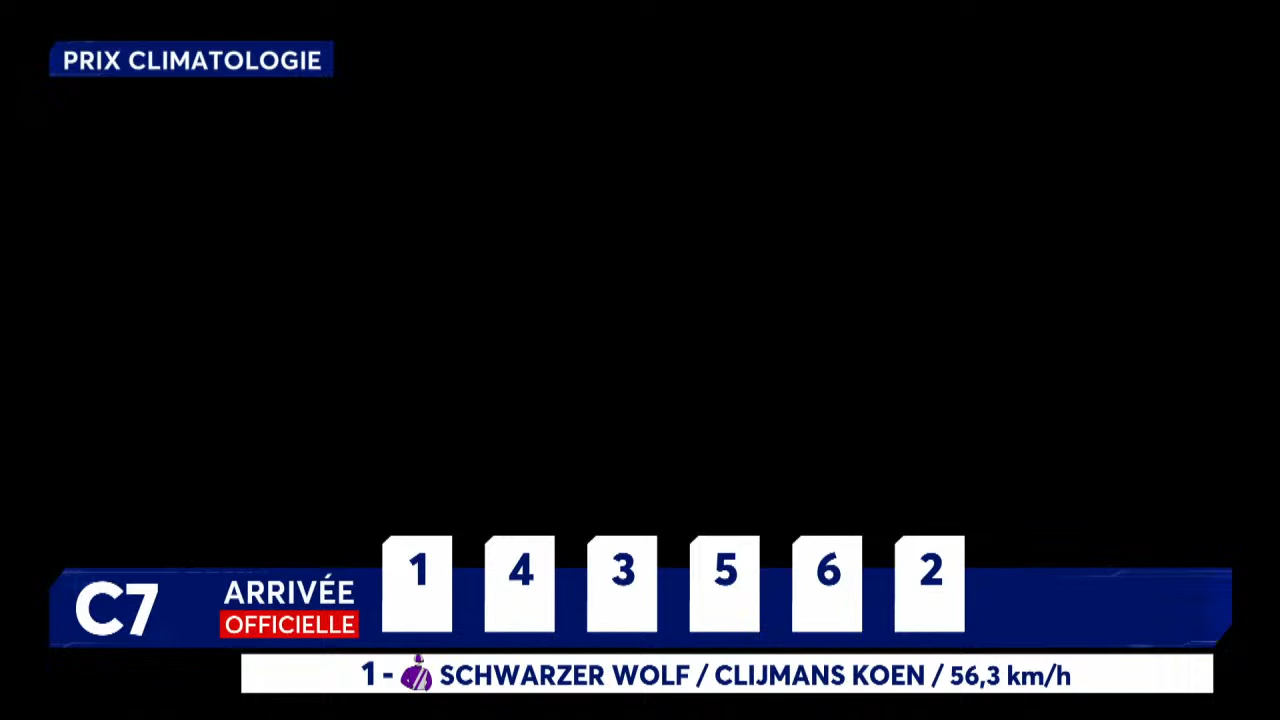 PRIX CLIMATOLOGIE
1 4 3 5 6 2
C7 ARRIVÉE
OFFICIELLE
1 - SCHWARZER WOLF / CLIJMANS KOEN / 56,3 km/h